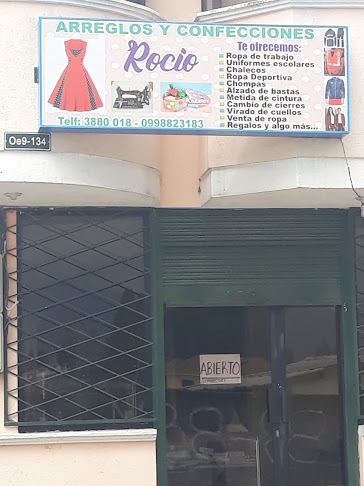 ARREGLOS Y CONFECCIONES
Rocio
Te ofrecemos:
Ropa de trabajo
Uniformes escolares
Chalecos
Ropa Deportiva
Chompas
Alzado de bastas
Metida de cintura
Cambio de cierres
Virado de cuellos
Venta de ropa
Regalos y algo más...
Telf: 3880 018 - 0998823183
Oe9-134
ABIERTO